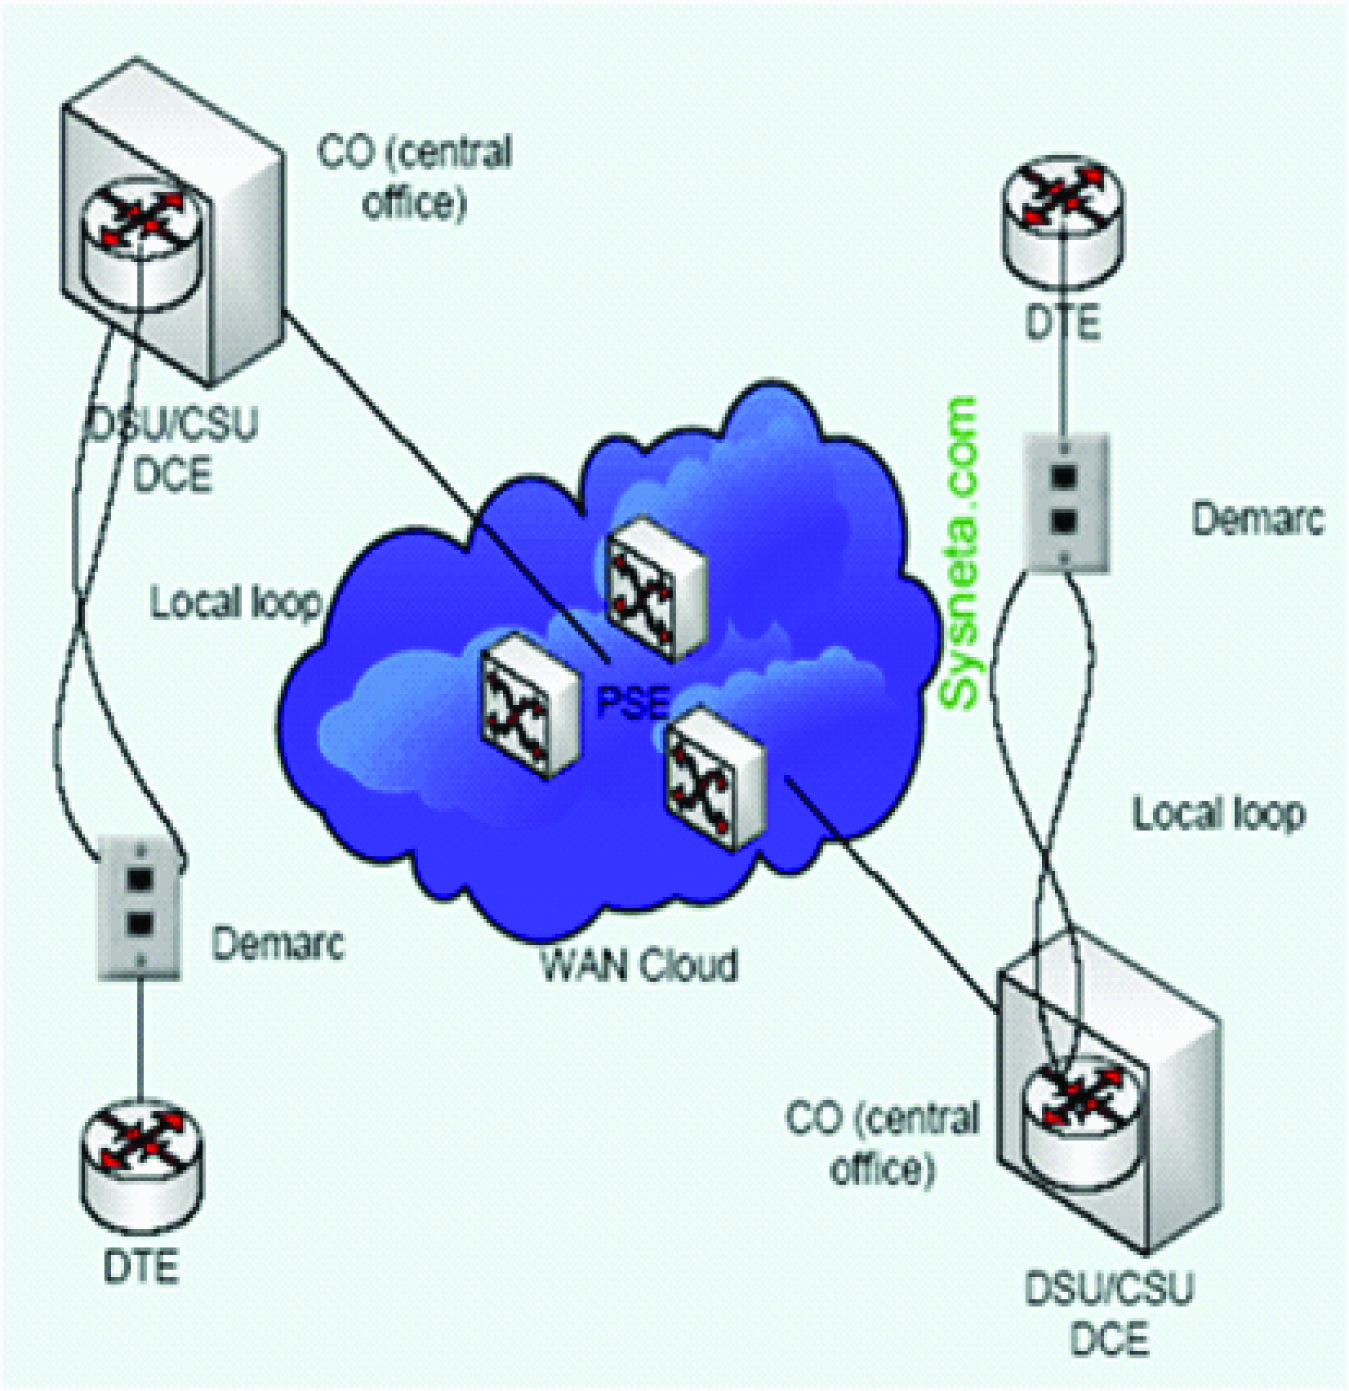 CO (central
office)
DTE
DSU/CSU
DCE
Sysneta.com
Demarc
Local loop
PSE
Local loop
Demarc
WAN Cloud
CO (central
office)
DTE
DSU/CSU
DCE